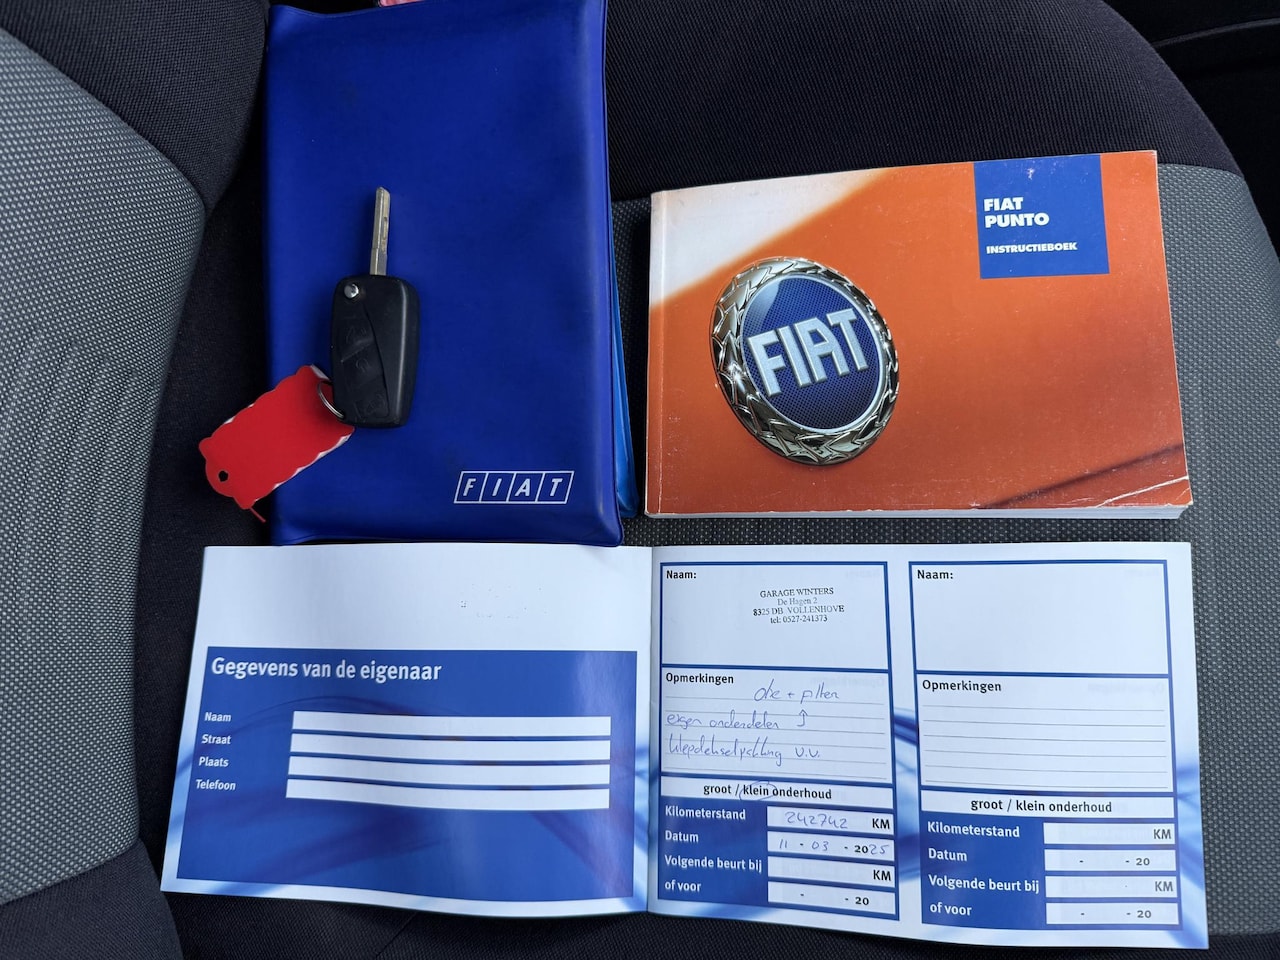 FIAT
FIAT
PUNTO
INSTRUCTIEBOEK
FIAT
Gegevens van de eigenaar
Naam
Straat
Plaats
Telefoon
Naam:
GARAGE WINTERS
De Hagen 2
8325 DB VOLLENHOVE
tel: 0527-241373
Opmerkingen
olie + filter
eigen onderdelen
klepdekselpakking v.v.
groot / klein onderhoud
Kilometerstand 242742 KM
Datum 11 - 03 - 2025
Volgende beurt bij KM
of voor - - 20
Naam:
Opmerkingen
groot / klein onderhoud
Kilometerstand KM
Datum - - 20
Volgende beurt bij KM
of voor - - 20